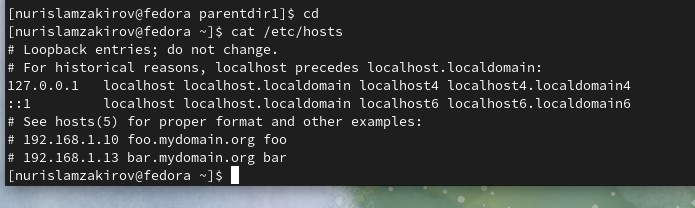 [nurislamzakirov@fedora parentdir1]$ cd
[nurislamzakirov@fedora ~]$ cat /etc/hosts
# Loopback entries; do not change.
# For historical reasons, localhost precedes localhost.localdomain:
127.0.0.1   localhost localhost.localdomain localhost4 localhost4.localdomain4
::1         localhost localhost.localdomain localhost6 localhost6.localdomain6
# See hosts(5) for proper format and other examples:
# 192.168.1.10 foo.mydomain.org foo
# 192.168.1.13 bar.mydomain.org bar
[nurislamzakirov@fedora ~]$